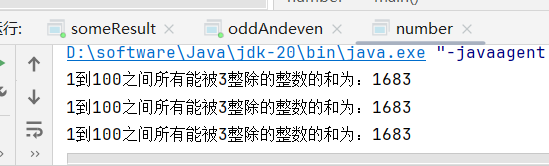 number main()
运行: someResult oddAndeven number
D:\software\Java\jdk-20\bin\java.exe "-javaagent
1到100之间所有能被3整除的整数的和为：1683
1到100之间所有能被3整除的整数的和为：1683
1到100之间所有能被3整除的整数的和为：1683